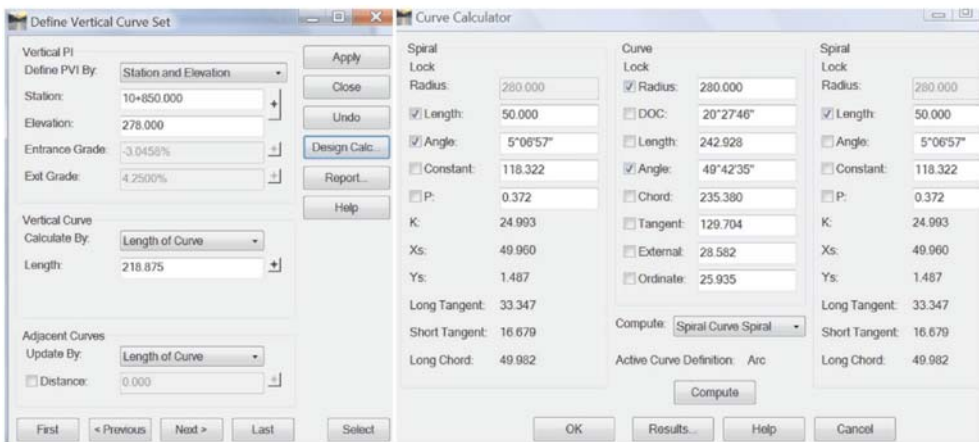 Define Vertical Curve Set
Vertical PI
Define PVI By: Station and Elevation
Station: 10+850.000
Elevation: 278.000
Entrance Grade: -3.0458%
Exit Grade: 4.2500%
Vertical Curve
Calculate By: Length of Curve
Length: 218.875
Adjacent Curves
Update By: Length of Curve
Distance: 0.000
Apply
Close
Undo
Design Calc...
Report...
Help
First
< Previous
Next >
Last
Select
Curve Calculator
Spiral
Lock
Radius: 280.000
Length: 50.000
Angle: 5°06'57"
Constant: 118.322
P: 0.372
K: 24.993
Xs: 49.960
Ys: 1.487
Long Tangent: 33.347
Short Tangent: 16.679
Long Chord: 49.982
Curve
Lock
Radius: 280.000
DOC: 20°27'46"
Length: 242.928
Angle: 49°42'35"
Chord: 235.380
Tangent: 129.704
External: 28.582
Ordinate: 25.935
Compute: Spiral Curve Spiral
Active Curve Definition: Arc
Compute
Spiral
Lock
Radius: 280.000
Length: 50.000
Angle: 5°06'57"
Constant: 118.322
P: 0.372
K: 24.993
Xs: 49.960
Ys: 1.487
Long Tangent: 33.347
Short Tangent: 16.679
Long Chord: 49.982
OK
Results...
Help
Cancel